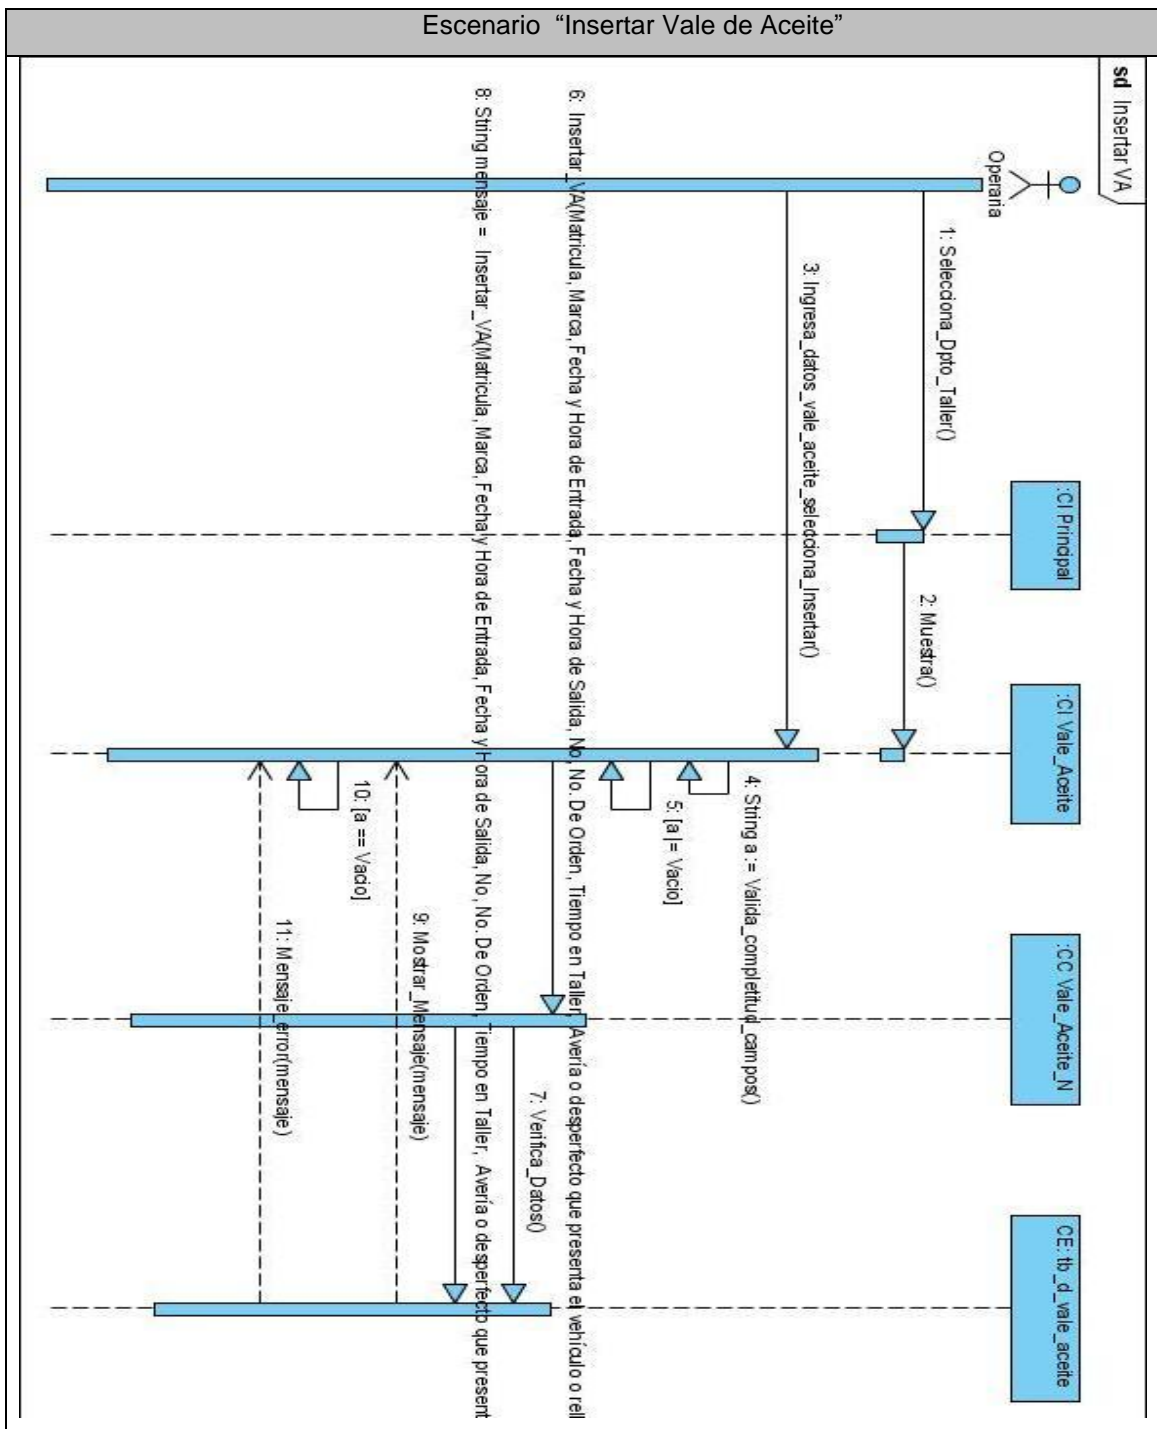 Escenario “Insertar Vale de Aceite”
sd Insertar VA
Operaria
:CI Principal
:CI Vale_Aceite
:CC Vale_Aceite_N
CE: tb_d_vale_aceite
1: Selecciona_Dpto_Taller()
2: Muestra()
3: Ingresa_datos_vale_aceite_selecciona_Insertar()
4: String a := Valida_completitud_campos()
5: [a |= Vacio]
6: Insertar_VA(Matricula, Marca, Fecha y Hora de Entrada, Fecha y Hora de Salida, No, No. De Orden, Tiempo en Taller, Avería o desperfecto que presenta el vehículo o rell
7: Verifica_Datos()
8: String mensaje = Insertar_VA(Matricula, Marca, Fecha y Hora de Entrada, Fecha y Hora de Salida, No, No. De Orden, Tiempo en Taller, Avería o desperfecto que present
9: Mostrar_Mensaje(mensaje)
10: [a == Vacio]
11: Mensaje_error(mensaje)